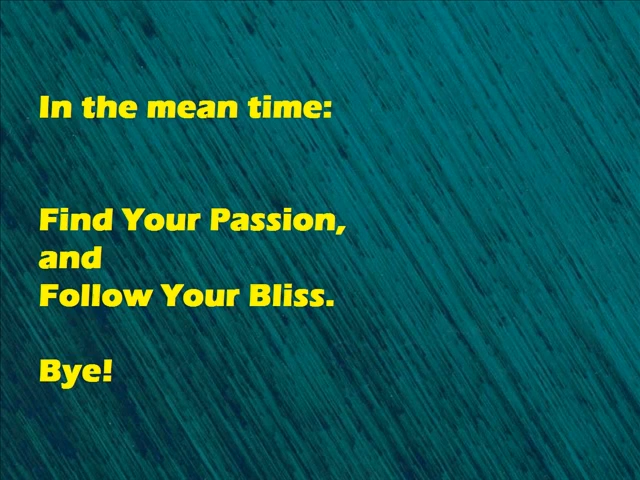 In the mean time:
Find Your Passion,
and
Follow Your Bliss.
Bye!